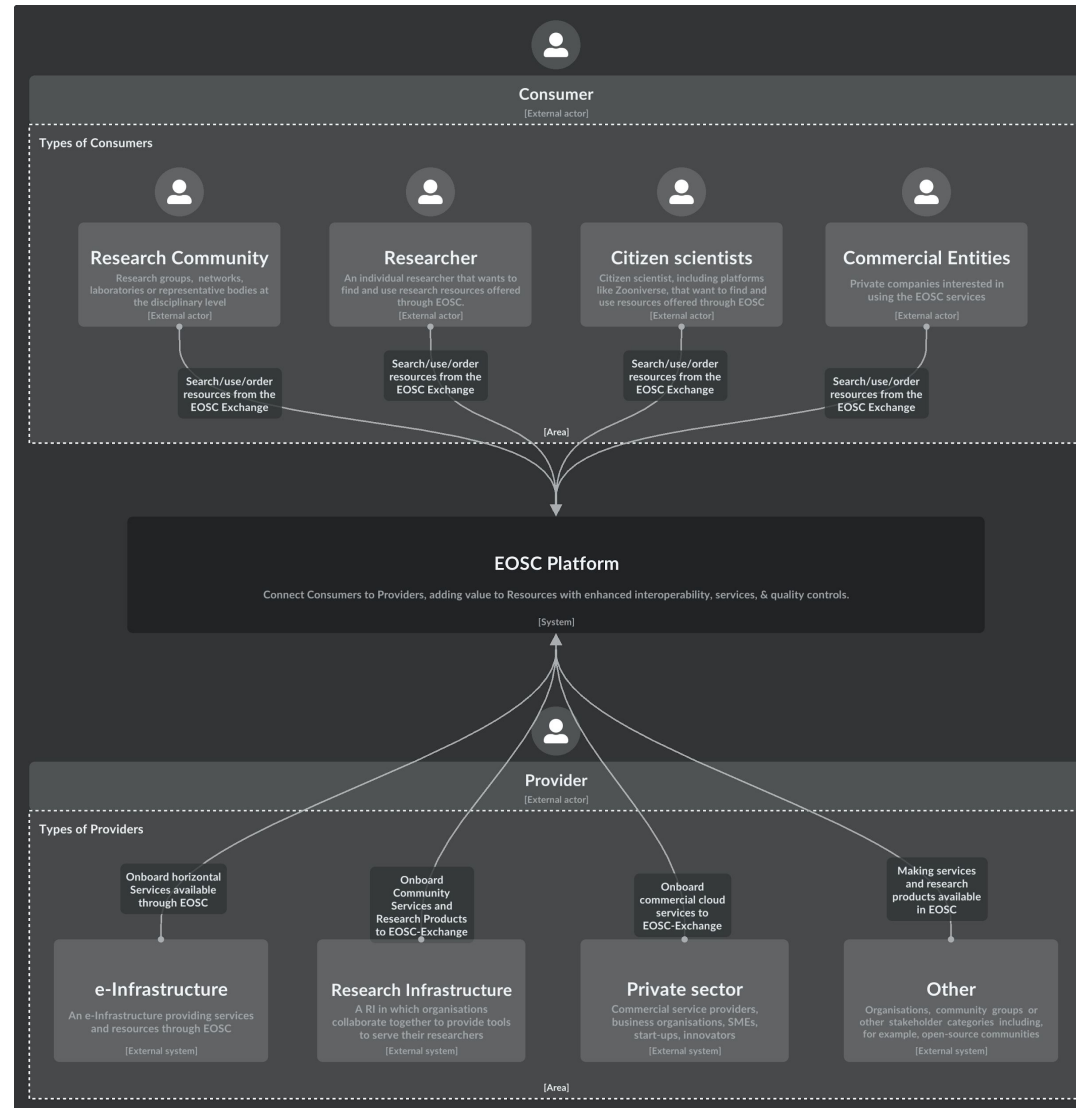 Consumer
[External actor]
Types of Consumers
Research Community
Research groups, networks,
laboratories or representative bodies at
the disciplinary level
[External actor]
Researcher
An individual researcher that wants to
find and use research resources offered
through EOSC.
[External actor]
Citizen scientists
Citizen scientist, including platforms
like Zooniverse, that want to find and
use resources offered through EOSC
[External actor]
Commercial Entities
Private companies interested in
using the EOSC services
[External actor]
Search/use/order
resources from the
EOSC Exchange
Search/use/order
resources from the
EOSC Exchange
Search/use/order
resources from the
EOSC Exchange
Search/use/order
resources from the
EOSC Exchange
[Area]
EOSC Platform
Connect Consumers to Providers, adding value to Resources with enhanced interoperability, services, & quality controls.
[System]
Provider
[External actor]
Types of Providers
Onboard horizontal
Services available
through EOSC
Onboard
Community
Services and
Research Products
to EOSC-Exchange
Onboard
commercial cloud
services to
EOSC-Exchange
Making services
and research
products available
in EOSC
e-Infrastructure
An e-Infrastructure providing services
and resources through EOSC
[External system]
Research Infrastructure
A RI in which organisations
collaborate together to provide tools
to serve their researchers
[External system]
Private sector
Commercial service providers,
business organisations, SMEs,
start-ups, innovators
[External system]
Other
Organisations, community groups or
other stakeholder categories including,
for example, open-source communities
[External system]
[Area]